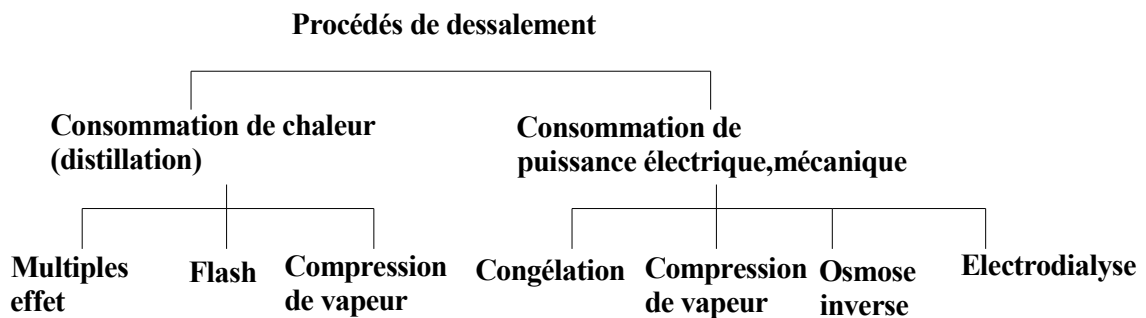 Procédés de dessalement
Consommation de chaleur
(distillation)
Consommation de
puissance électrique,mécanique
Multiples
effet
Flash
Compression
de vapeur
Congélation
Compression
de vapeur
Osmose
inverse
Electrodialyse